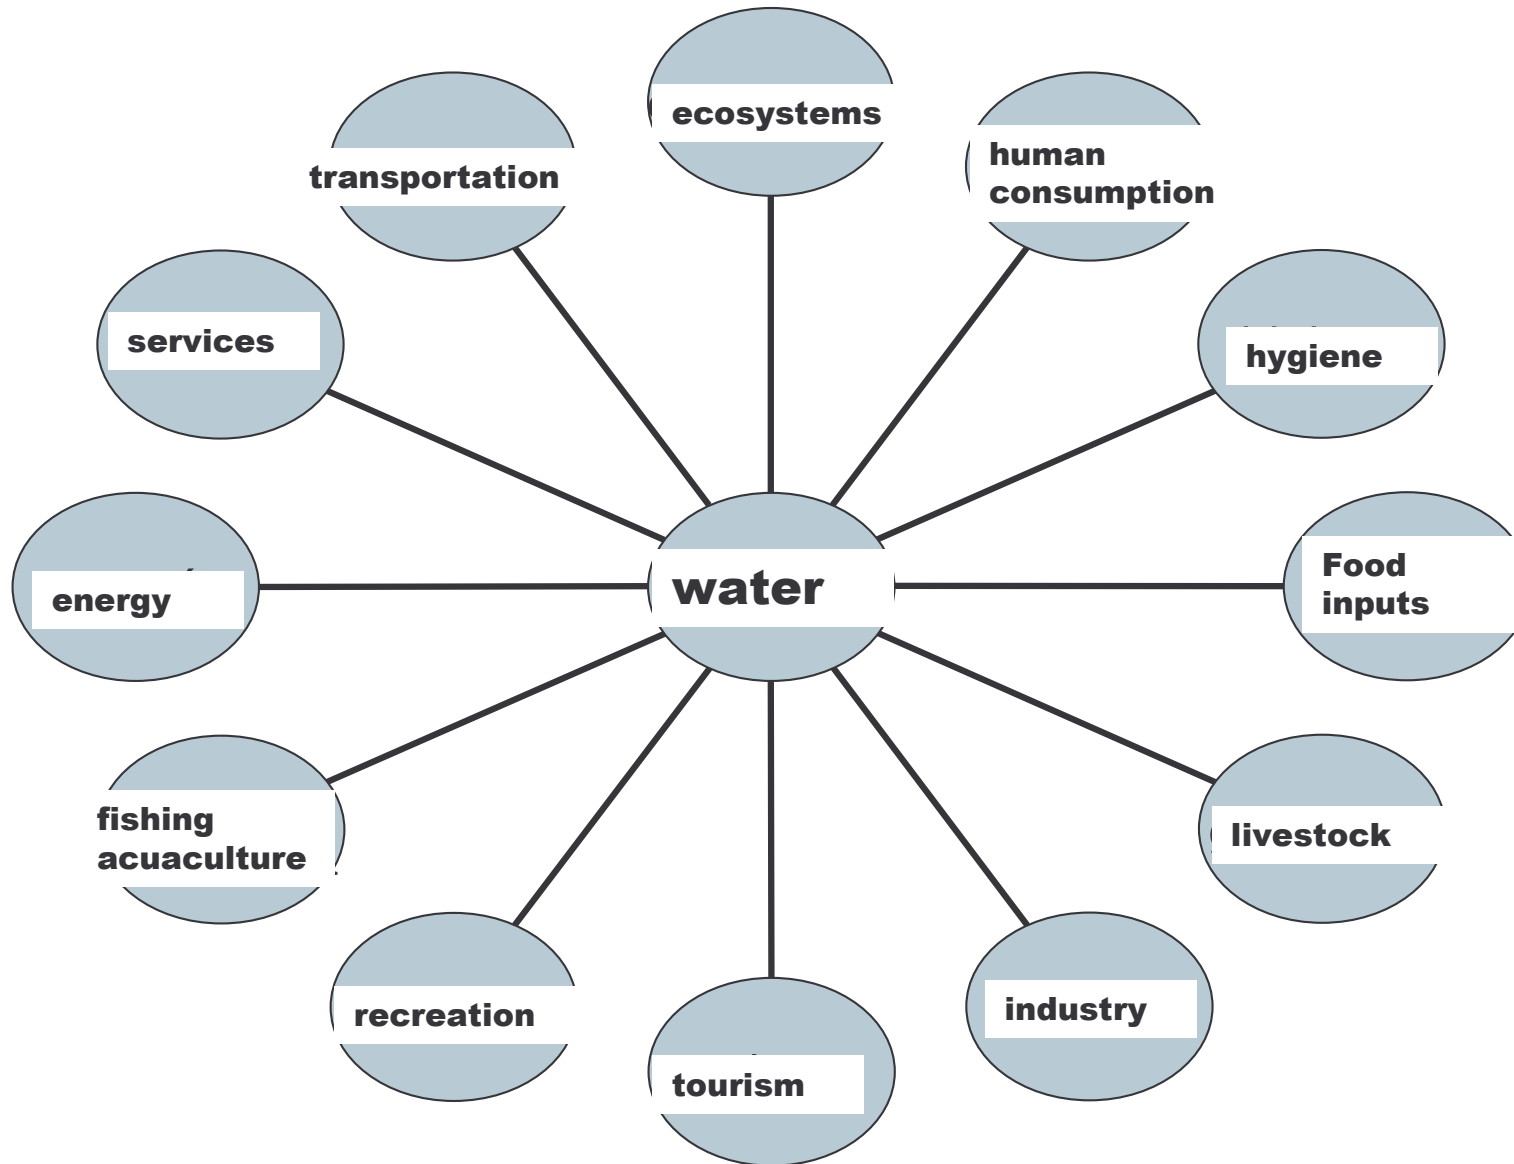 ecosystems
human
consumption
transportation
services
hygiene
water
Food
inputs
energy
fishing
acuaculture
livestock
recreation
industry
tourism